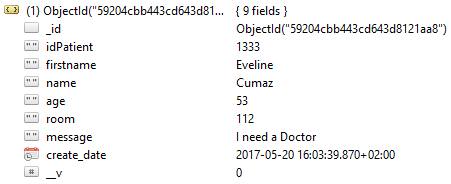 (1) ObjectId("59204cbb443cd643d81... { 9 fields }
_id ObjectId("59204cbb443cd643d8121aa8")
"" idPatient 1333
"" firstname Eveline
"" name Cumaz
"" age 53
"" room 112
"" message I need a Doctor
create_date 2017-05-20 16:03:39.870+02:00
# __v 0